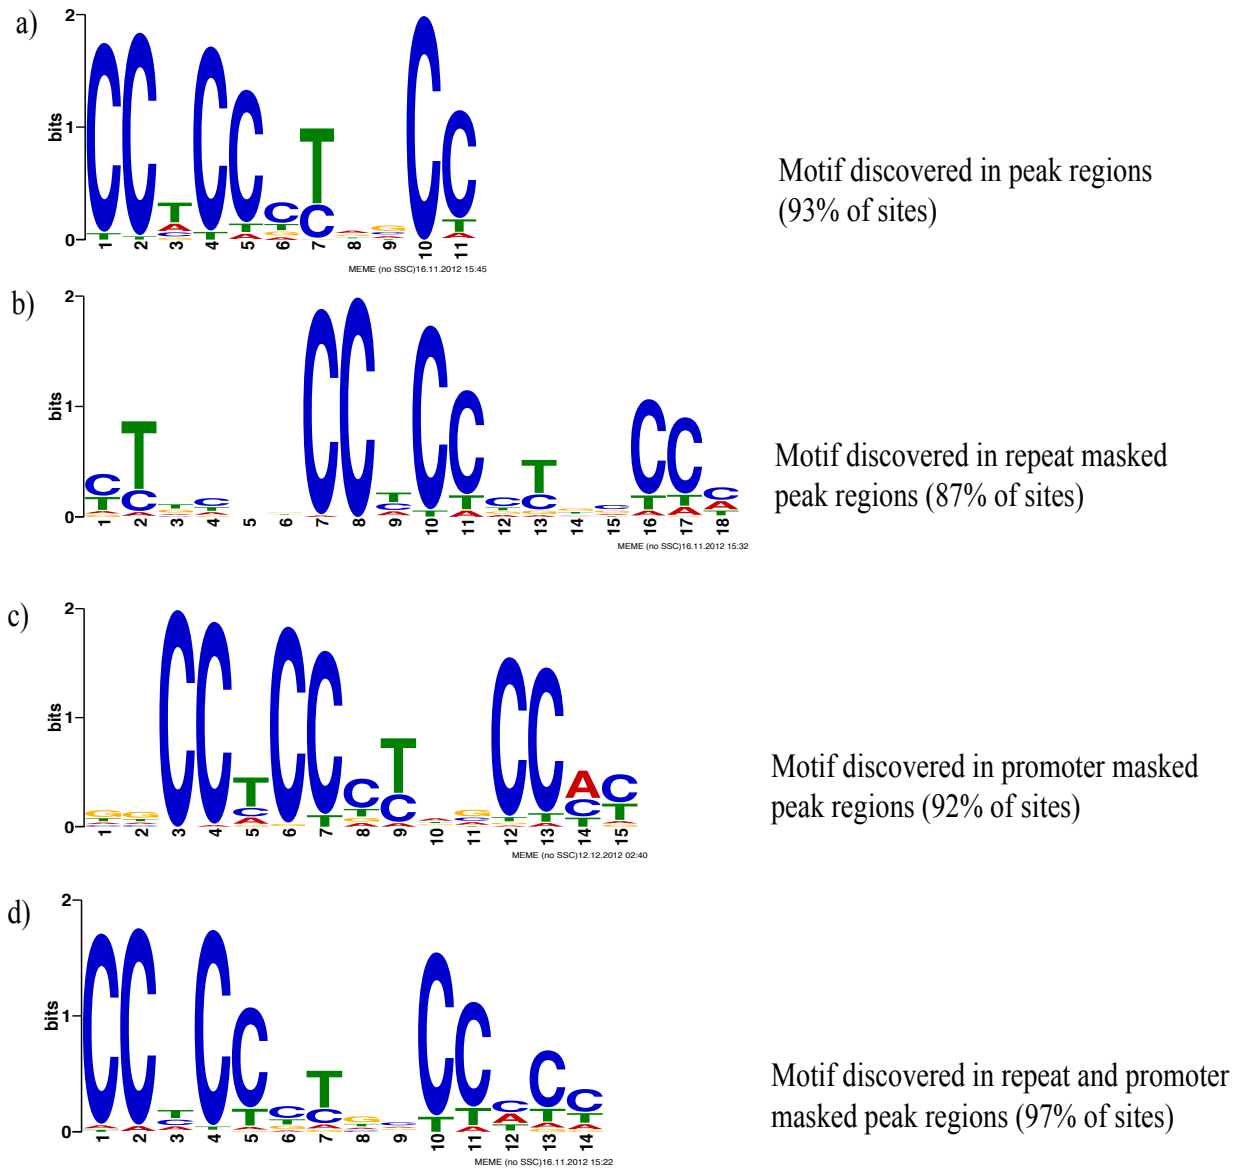 a)
2
1
0
bits
CCTCCCT CC
1 2 3 4 5 6 7 8 9 10 11
MEME (no SSC)16.11.2012 15:45
Motif discovered in peak regions
(93% of sites)
b)
2
1
0
bits
1 2 3 4 5 6 7 8 9 10 11 12 13 14 15 16 17 18
MEME (no SSC)16.11.2012 15:32
Motif discovered in repeat masked
peak regions (87% of sites)
c)
2
1
0
bits
1 2 3 4 5 6 7 8 9 10 11 12 13 14 15
MEME (no SSC)12.12.2012 02:40
Motif discovered in promoter masked
peak regions (92% of sites)
d)
2
1
0
bits
1 2 3 4 5 6 7 8 9 10 11 12 13 14
MEME (no SSC)16.11.2012 15:22
Motif discovered in repeat and promoter
masked peak regions (97% of sites)